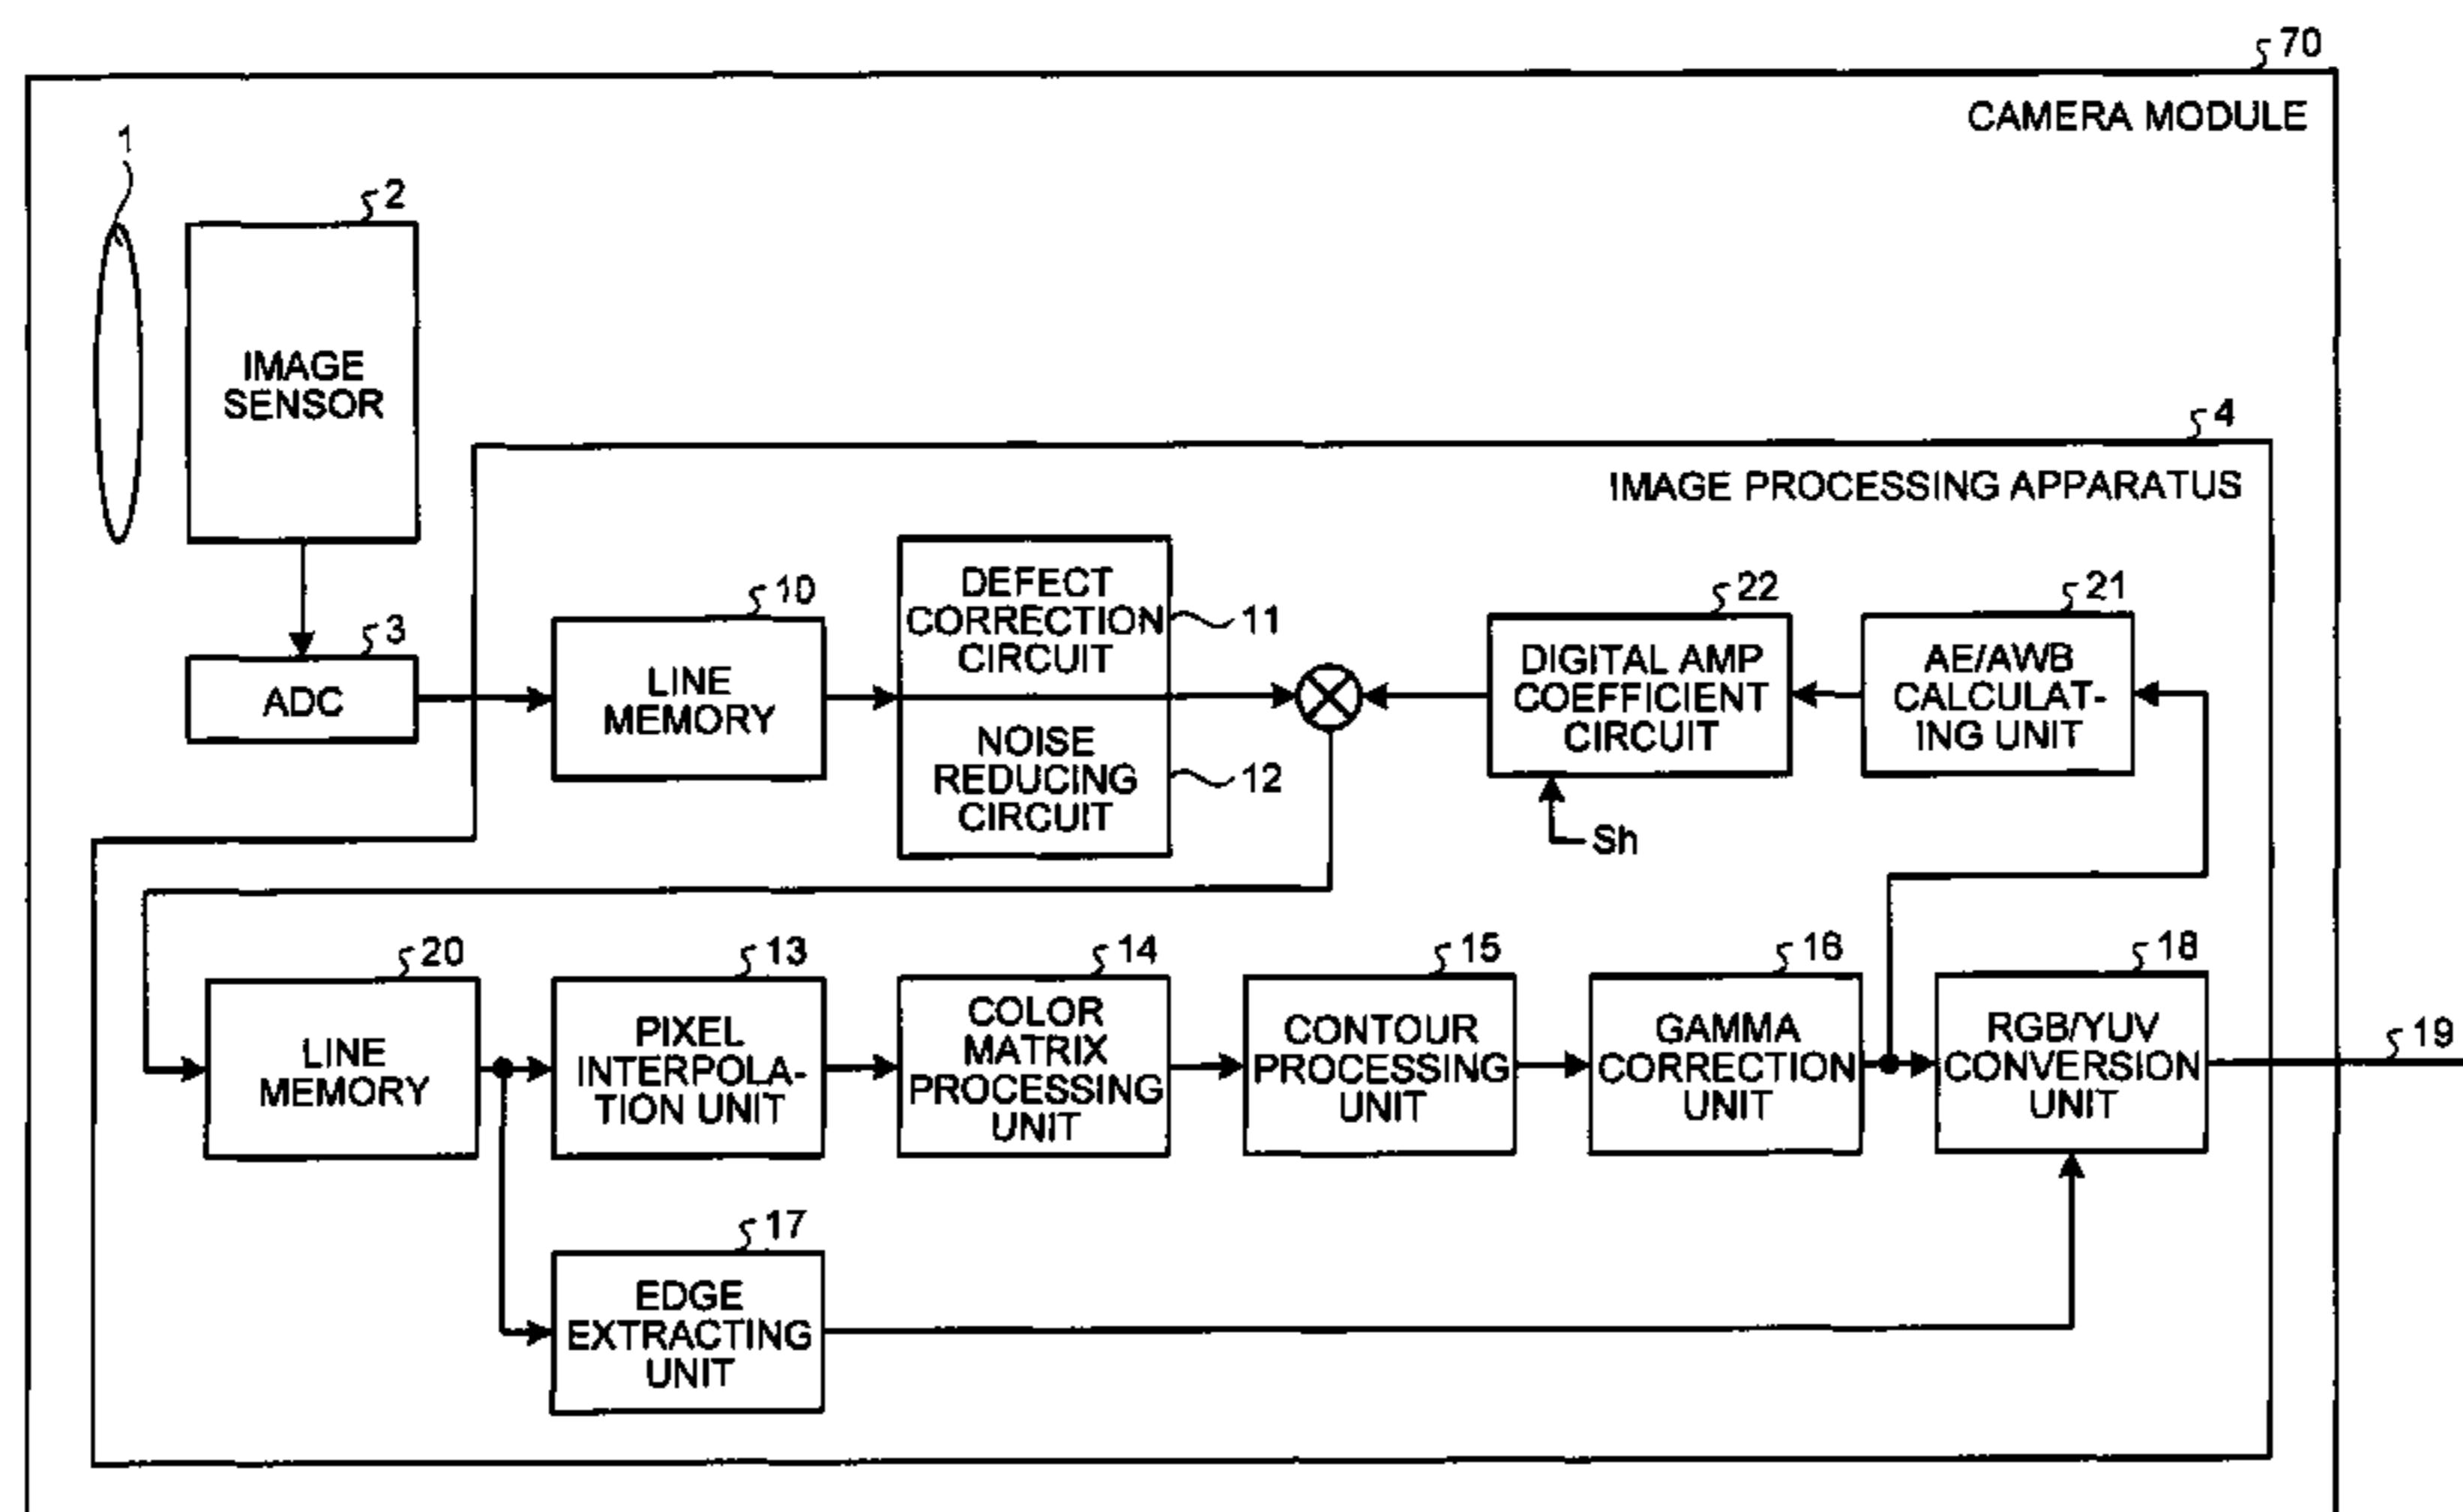 70
CAMERA MODULE
1
2
IMAGE
SENSOR
4
IMAGE PROCESSING APPARATUS
3
ADC
10
LINE
MEMORY
DEFECT
CORRECTION
CIRCUIT
11
NOISE
REDUCING
CIRCUIT
12
22
DIGITAL AMP
COEFFICIENT
CIRCUIT
Sh
21
AE/AWB
CALCULAT-
ING UNIT
20
LINE
MEMORY
13
PIXEL
INTERPOLA-
TION UNIT
14
COLOR
MATRIX
PROCESSING
UNIT
15
CONTOUR
PROCESSING
UNIT
16
GAMMA
CORRECTION
UNIT
18
RGB/YUV
CONVERSION
UNIT
19
17
EDGE
EXTRACTING
UNIT